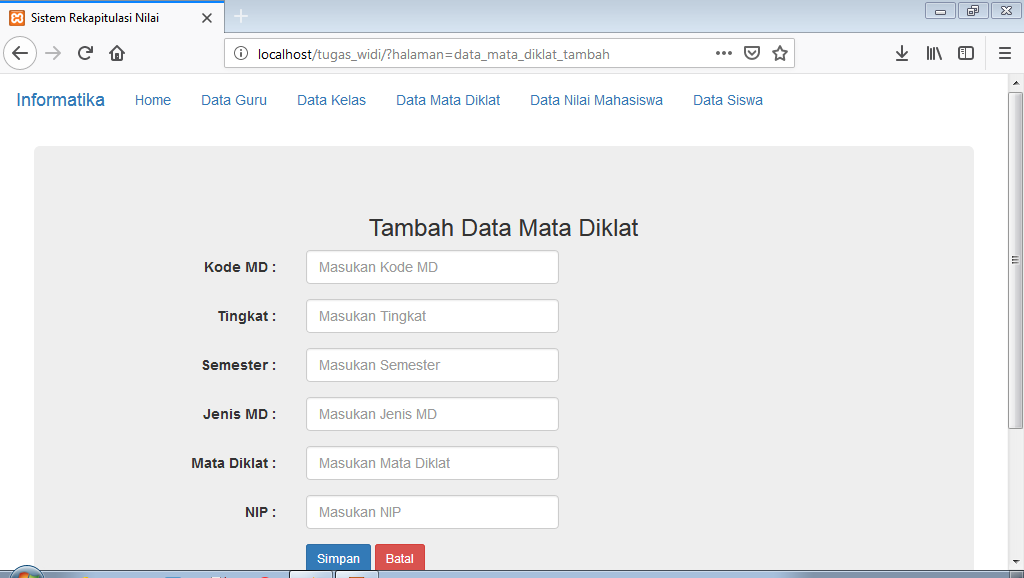 Sistem Rekapitulasi Nilai
localhost/tugas_widi/?halaman=data_mata_diklat_tambah
Informatika Home Data Guru Data Kelas Data Mata Diklat Data Nilai Mahasiswa Data Siswa
Tambah Data Mata Diklat
Kode MD : Masukan Kode MD
Tingkat : Masukan Tingkat
Semester : Masukan Semester
Jenis MD : Masukan Jenis MD
Mata Diklat : Masukan Mata Diklat
NIP : Masukan NIP
Simpan Batal